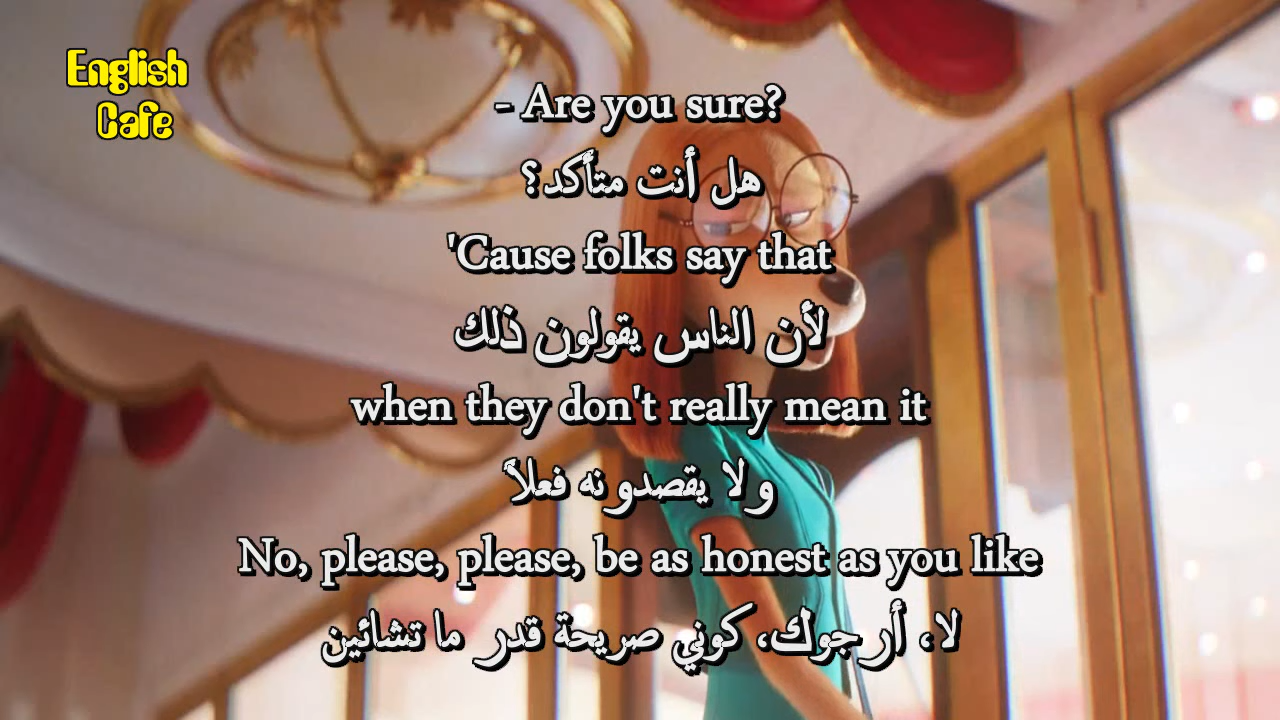 English
Cafe
- Are you sure?
هل أنت متأكد؟
'Cause folks say that
لأن الناس يقولون ذلك
when they don't really mean it
ولا يقصدونه فعلاً
No, please, please, be as honest as you like
لا، أرجوك، كوني صريحة قدر ما تشائين